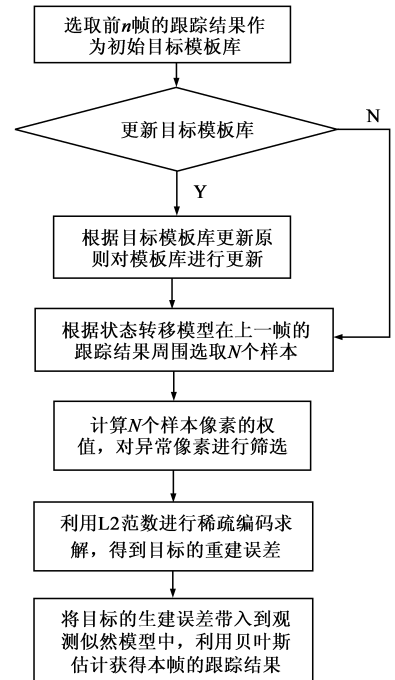 选取前n帧的跟踪结果作
为初始目标模板库
更新目标模板库
N
Y
根据目标模板库更新原
则对模板库进行更新
根据状态转移模型在上一帧的
跟踪结果周围选取N个样本
计算N个样本像素的权
值，对异常像素进行筛选
利用L2范数进行稀疏编码求
解，得到目标的重建误差
将目标的生建误差带入到观
测似然模型中，利用贝叶斯
估计获得本帧的跟踪结果